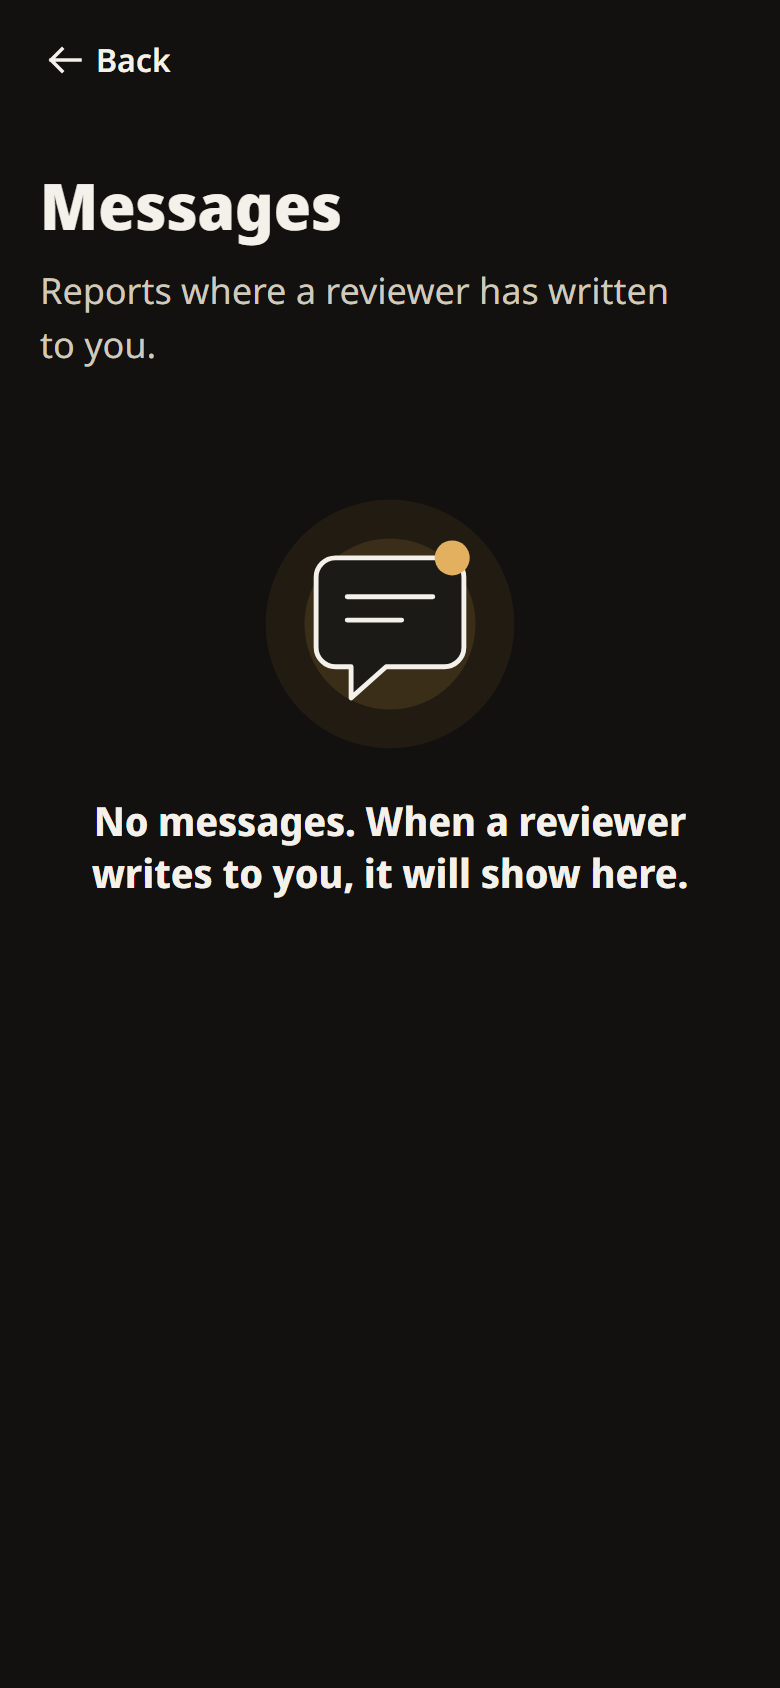 Back
Messages
Reports where a reviewer has written
to you.
No messages. When a reviewer
writes to you, it will show here.